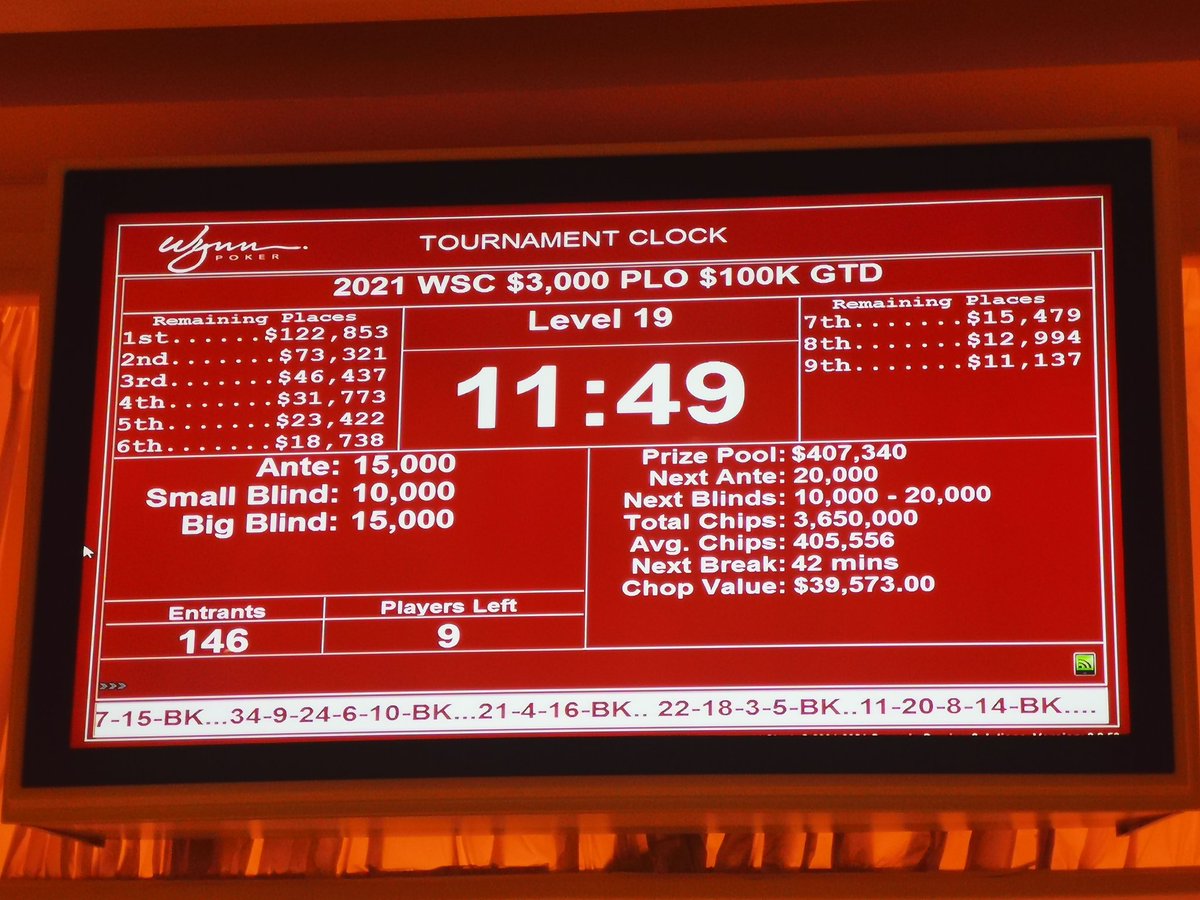 Wynn
POKER
TOURNAMENT CLOCK
2021 WSC $3,000 PLO $100K GTD
Remaining Places
1st......$122,853
2nd.......$73,321
3rd.......$46,437
4th.......$31,773
5th.......$23,422
6th.......$18,738
Level 19
11:49
Remaining Places
7th.......$15,479
8th.......$12,994
9th.......$11,137
Ante: 15,000
Small Blind: 10,000
Big Blind: 15,000
Prize Pool: $407,340
Next Ante: 20,000
Next Blinds: 10,000 - 20,000
Total Chips: 3,650,000
Avg. Chips: 405,556
Next Break: 42 mins
Chop Value: $39,573.00
Entrants
146
Players Left
9
>>>
7-15-BK...34-9-24-6-10-BK...21-4-16-BK.. 22-18-3-5-BK..11-20-8-14-BK....